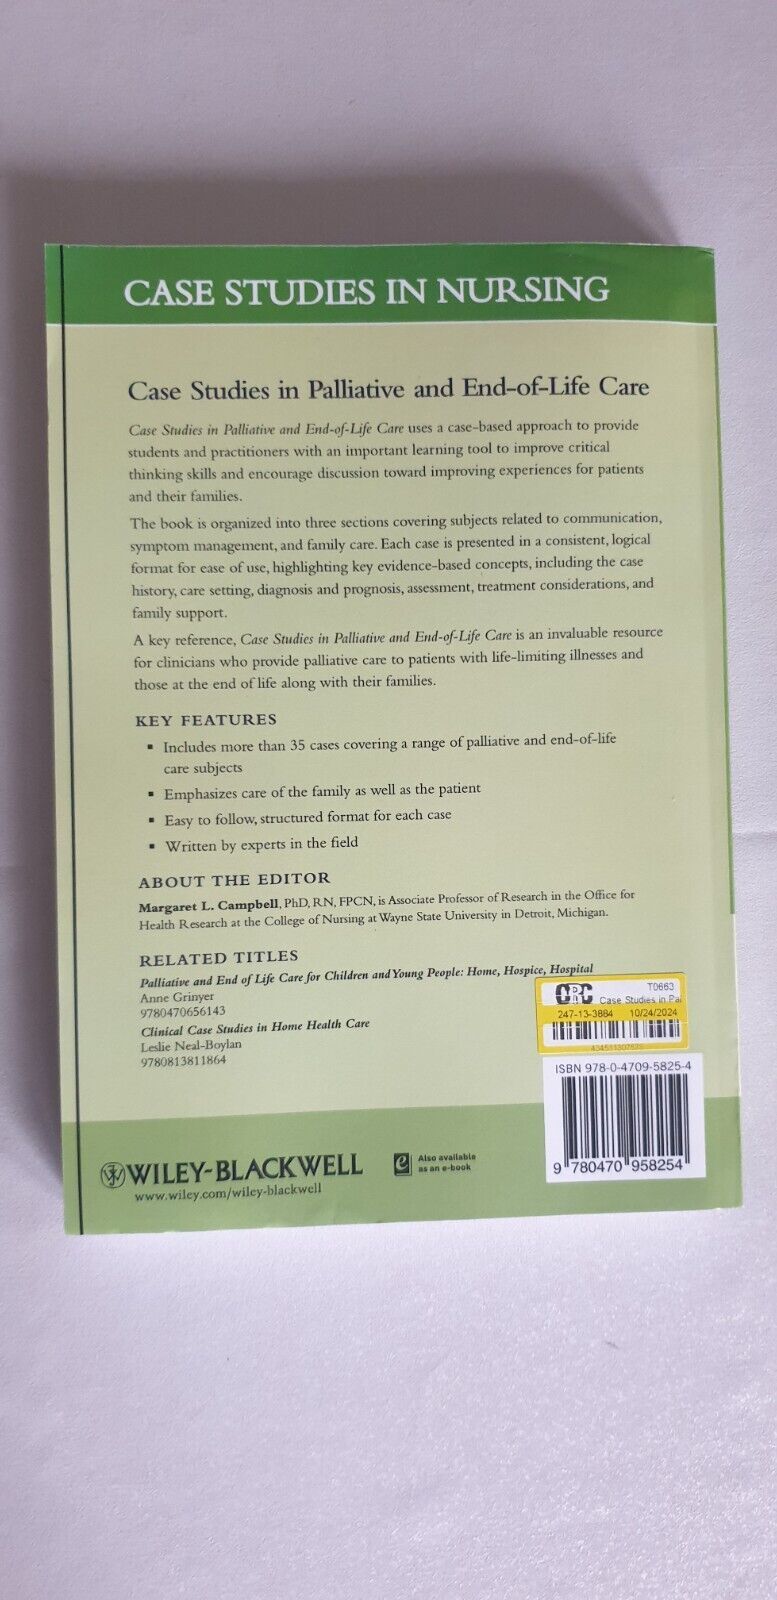 CASE STUDIES IN NURSING
Case Studies in Palliative and End-of-Life Care
Case Studies in Palliative and End-of-Life Care uses a case-based approach to provide
students and practitioners with an important learning tool to improve critical
thinking skills and encourage discussion toward improving experiences for patients
and their families.
The book is organized into three sections covering subjects related to communication,
symptom management, and family care. Each case is presented in a consistent, logical
format for ease of use, highlighting key evidence-based concepts, including the case
history, care setting, diagnosis and prognosis, assessment, treatment considerations, and
family support.
A key reference, Case Studies in Palliative and End-of-Life Care is an invaluable resource
for clinicians who provide palliative care to patients with life-limiting illnesses and
those at the end of life along with their families.
KEY FEATURES
▪ Includes more than 35 cases covering a range of palliative and end-of-life
care subjects
▪ Emphasizes care of the family as well as the patient
▪ Easy to follow, structured format for each case
▪ Written by experts in the field
ABOUT THE EDITOR
Margaret L. Campbell, PhD, RN, FPCN, is Associate Professor of Research in the Office for
Health Research at the College of Nursing at Wayne State University in Detroit, Michigan.
RELATED TITLES
Palliative and End of Life Care for Children and Young People: Home, Hospice, Hospital
Anne Grinyer
9780470656143
Clinical Case Studies in Home Health Care
Leslie Neal-Boylan
9780813811864
T0663
Case Studies in Pal
247-13-3884 10/24/2024
ISBN 978-0-4709-5825-4
9 780470 958254
WILEY-BLACKWELL
www.wiley.com/wiley-blackwell
e
Also available
as an e-book